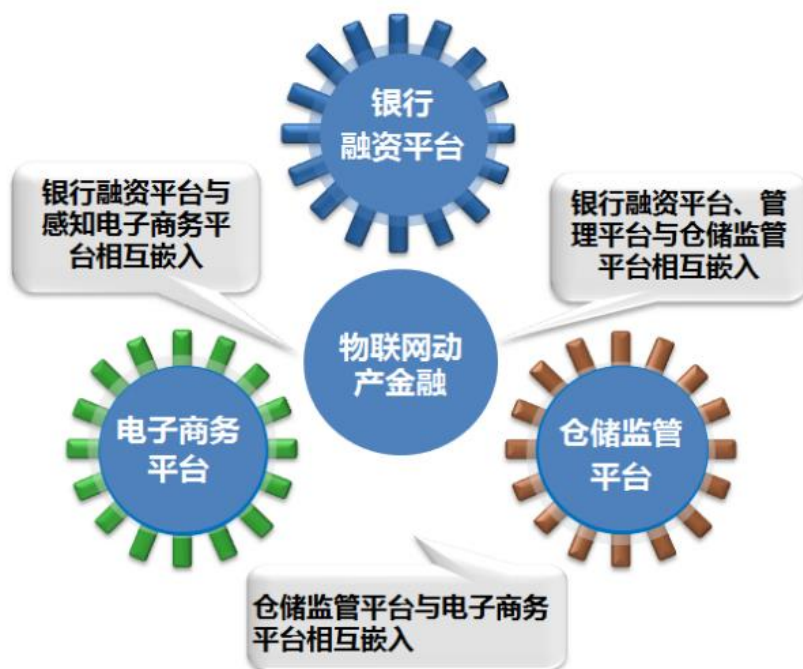 银行
融资平台
银行融资平台与
感知电子商务平
台相互嵌入
银行融资平台、管
理平台与仓储监管
平台相互嵌入
物联网动
产金融
电子商务
平台
仓储监管
平台
仓储监管平台与电子商务
平台相互嵌入